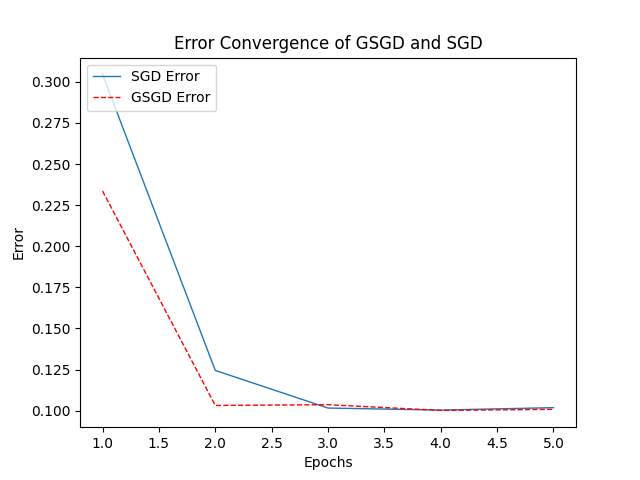 Error Convergence of GSGD and SGD
SGD Error
GSGD Error
Error
0.300
0.275
0.250
0.225
0.200
0.175
0.150
0.125
0.100
1.0 1.5 2.0 2.5 3.0 3.5 4.0 4.5 5.0
Epochs